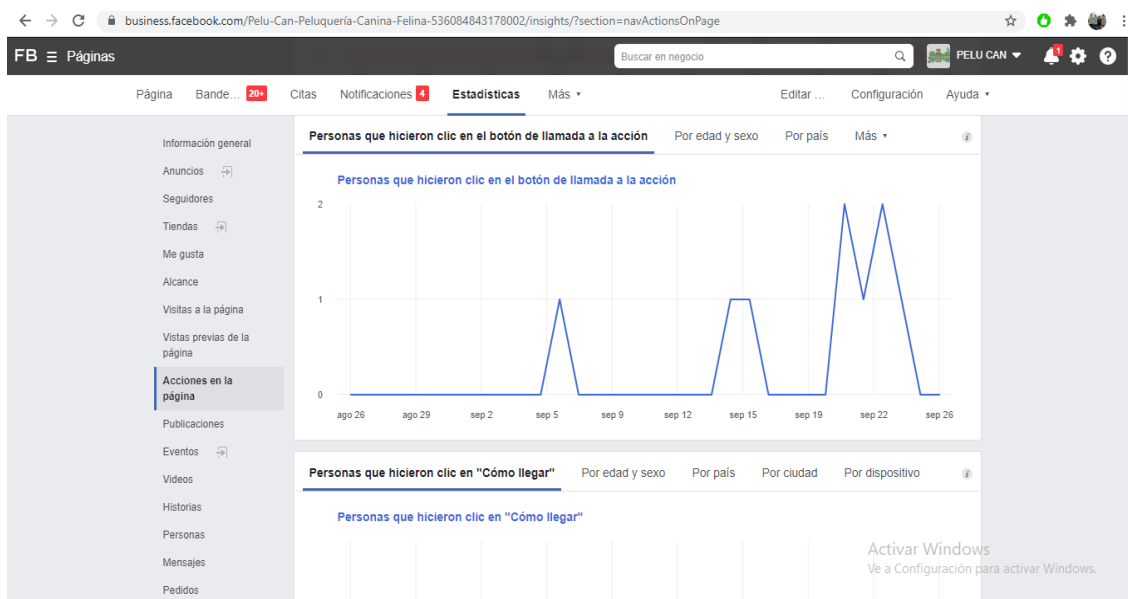 business.facebook.com/Pelu-Can-Peluquería-Canina-Felina-536084843178002/insights/?section=navActionsOnPage
FB Páginas Buscar en negocio PELU CAN 1
Página Bande... 20+ Citas Notificaciones 4 Estadísticas Más Editar ... Configuración Ayuda
Información general
Anuncios
Seguidores
Tiendas
Me gusta
Alcance
Visitas a la página
Vistas previas de la
página
Acciones en la
página
Publicaciones
Eventos
Videos
Historias
Personas
Mensajes
Pedidos
Personas que hicieron clic en el botón de llamada a la acción Por edad y sexo Por país Más
Personas que hicieron clic en el botón de llamada a la acción
2
1
0
ago 26 ago 29 sep 2 sep 5 sep 9 sep 12 sep 15 sep 19 sep 22 sep 26
Personas que hicieron clic en "Cómo llegar" Por edad y sexo Por país Por ciudad Por dispositivo
Personas que hicieron clic en "Cómo llegar"
Activar Windows
Ve a Configuración para activar Windows.